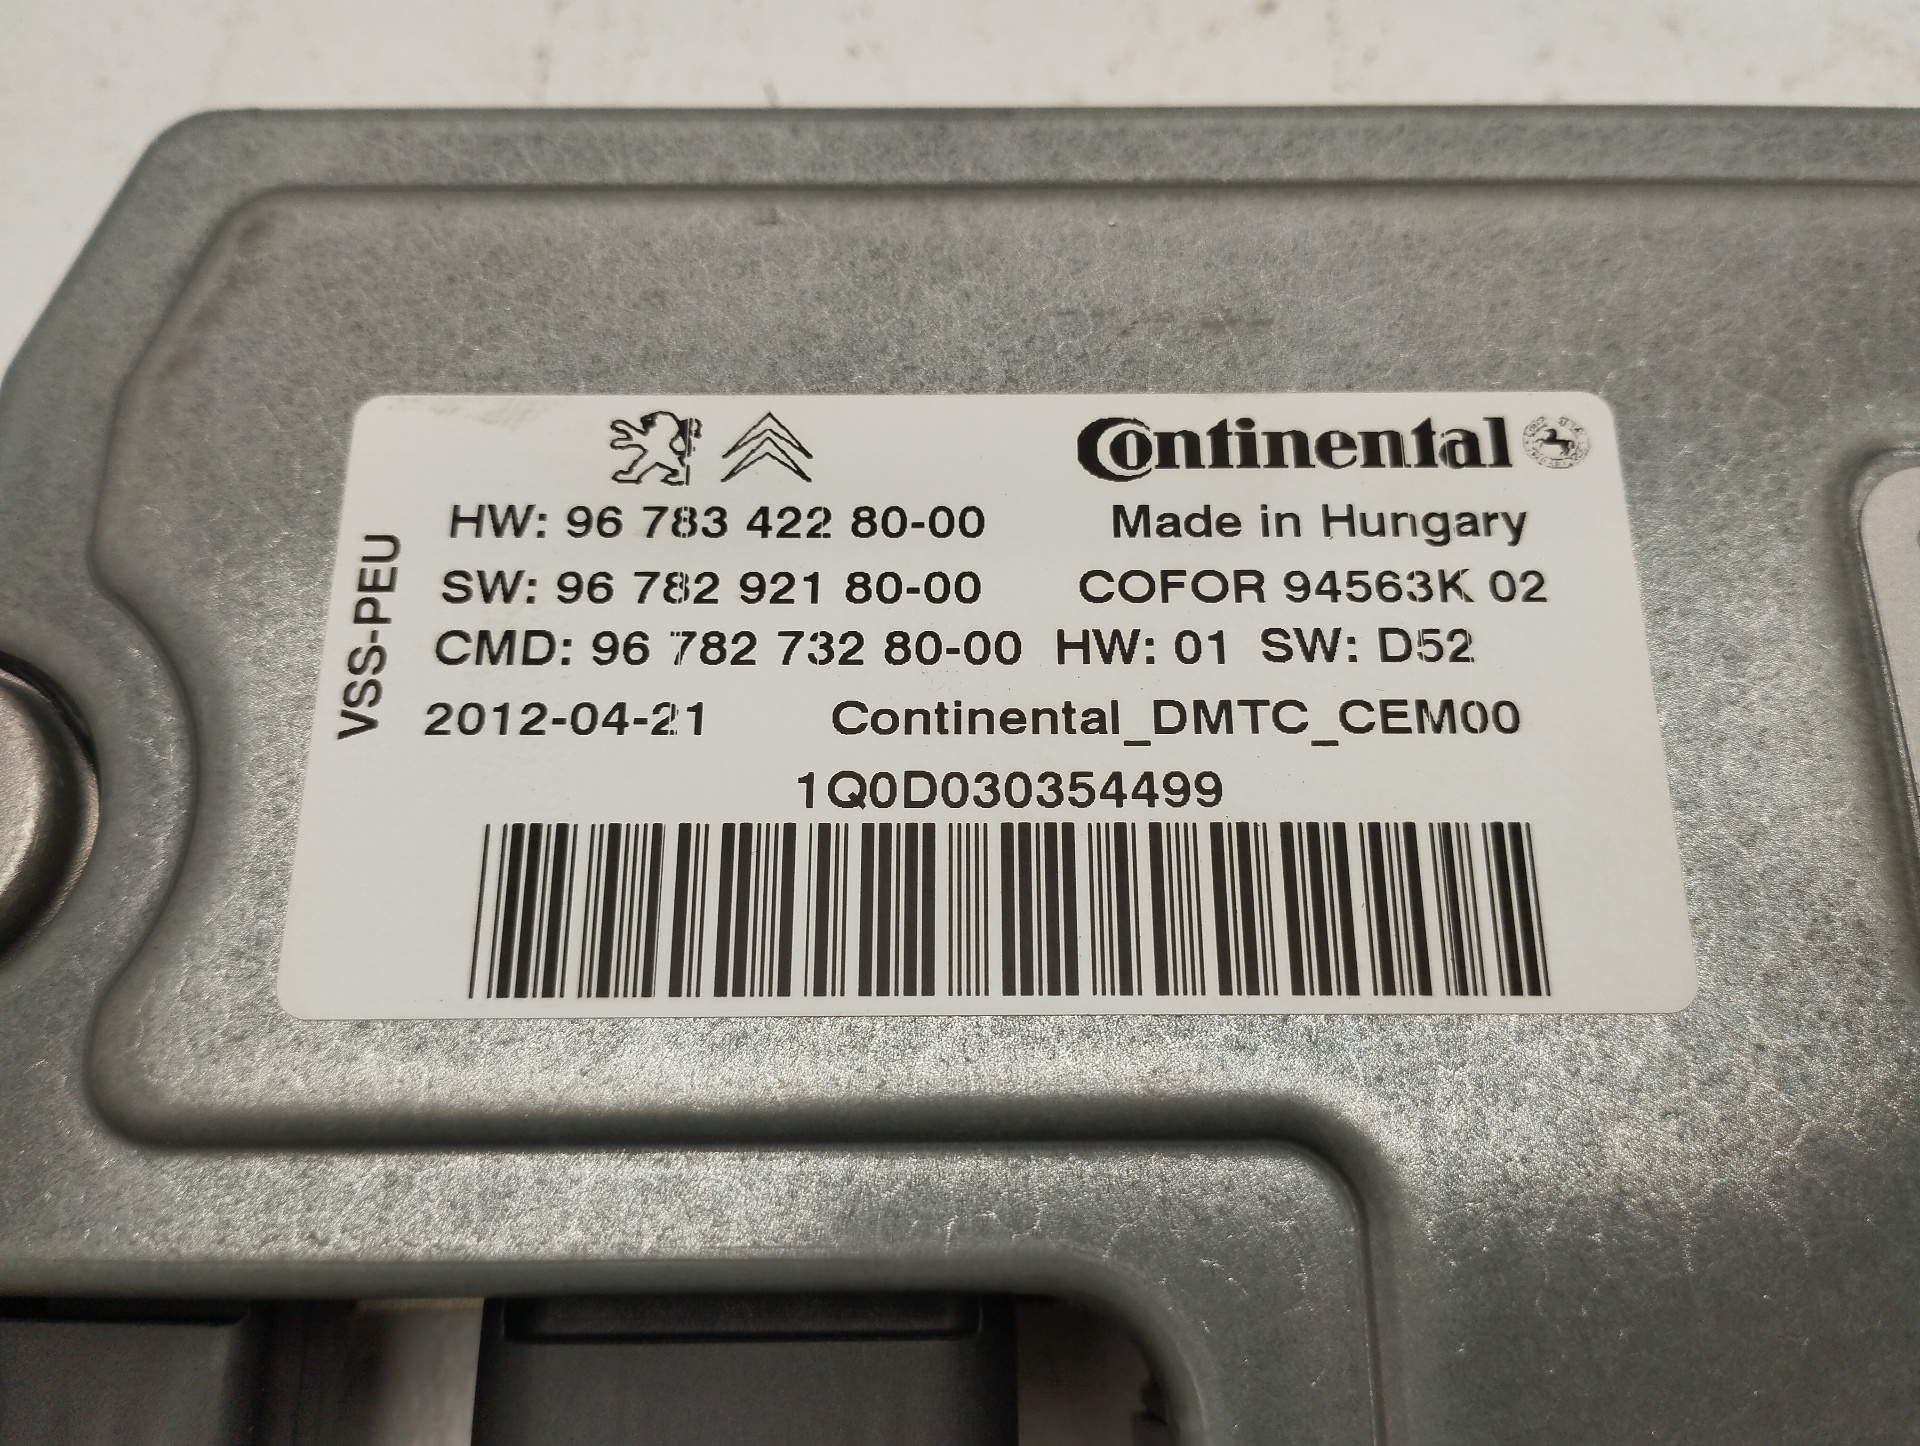 Continental
HW: 96 783 422 80-00 Made in Hungary
SW: 96 782 921 80-00 COFOR 94563K 02
CMD: 96 782 732 80-00 HW: 01 SW: D52
2012-04-21 Continental_DMTC_CEM00
1Q0D030354499
VSS-PEU